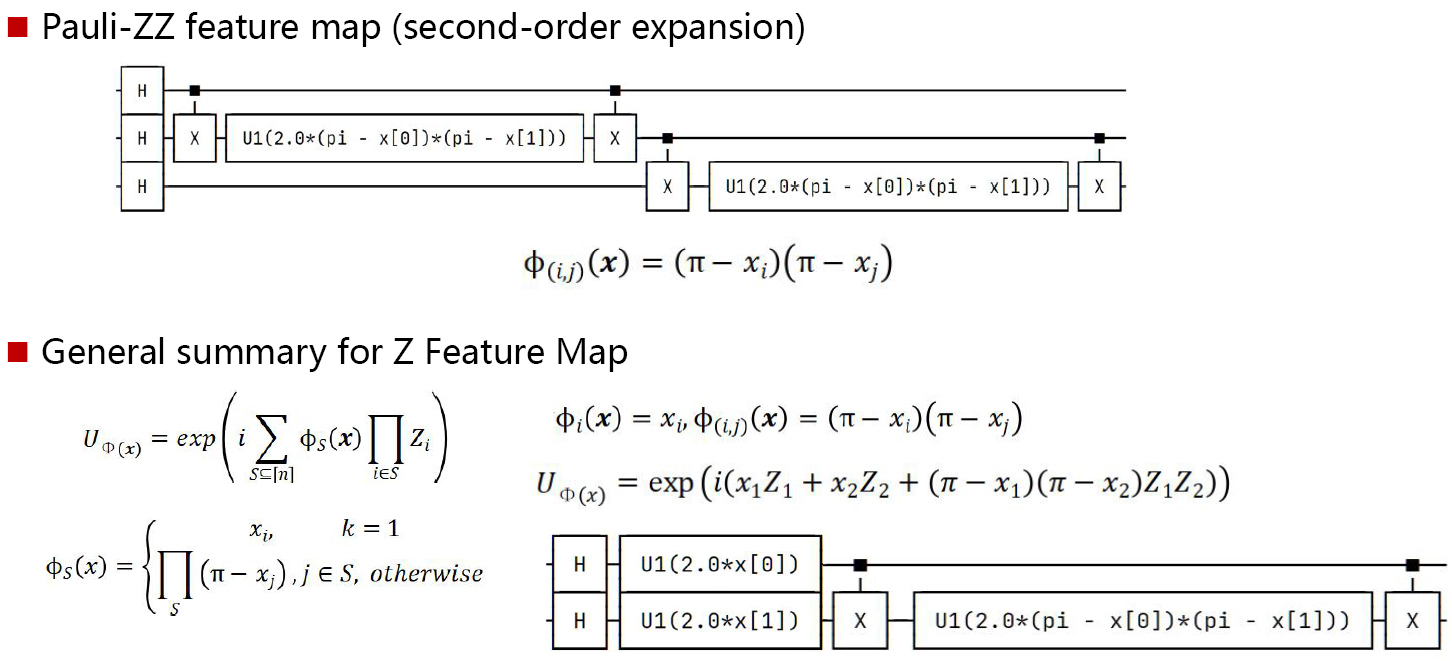 Pauli-ZZ feature map (second-order expansion)
H
H X U1(2.0*(pi - x[0])*(pi - x[1])) X
H X U1(2.0*(pi - x[0])*(pi - x[1])) X
ϕ(i,j)(x) = (π − xi)(π − xj)
General summary for Z Feature Map
UΦ(x) = exp(i ∑S⊆[n] ϕS(x) ∏i∈S Zi)
ϕS(x) = { xi, k = 1
∏S (π − xj), j ∈ S, otherwise
ϕi(x) = xi, ϕ(i,j)(x) = (π − xi)(π − xj)
UΦ(x) = exp(i(x1Z1 + x2Z2 + (π − x1)(π − x2)Z1Z2))
H U1(2.0*x[0])
H U1(2.0*x[1]) X U1(2.0*(pi - x[0])*(pi - x[1])) X